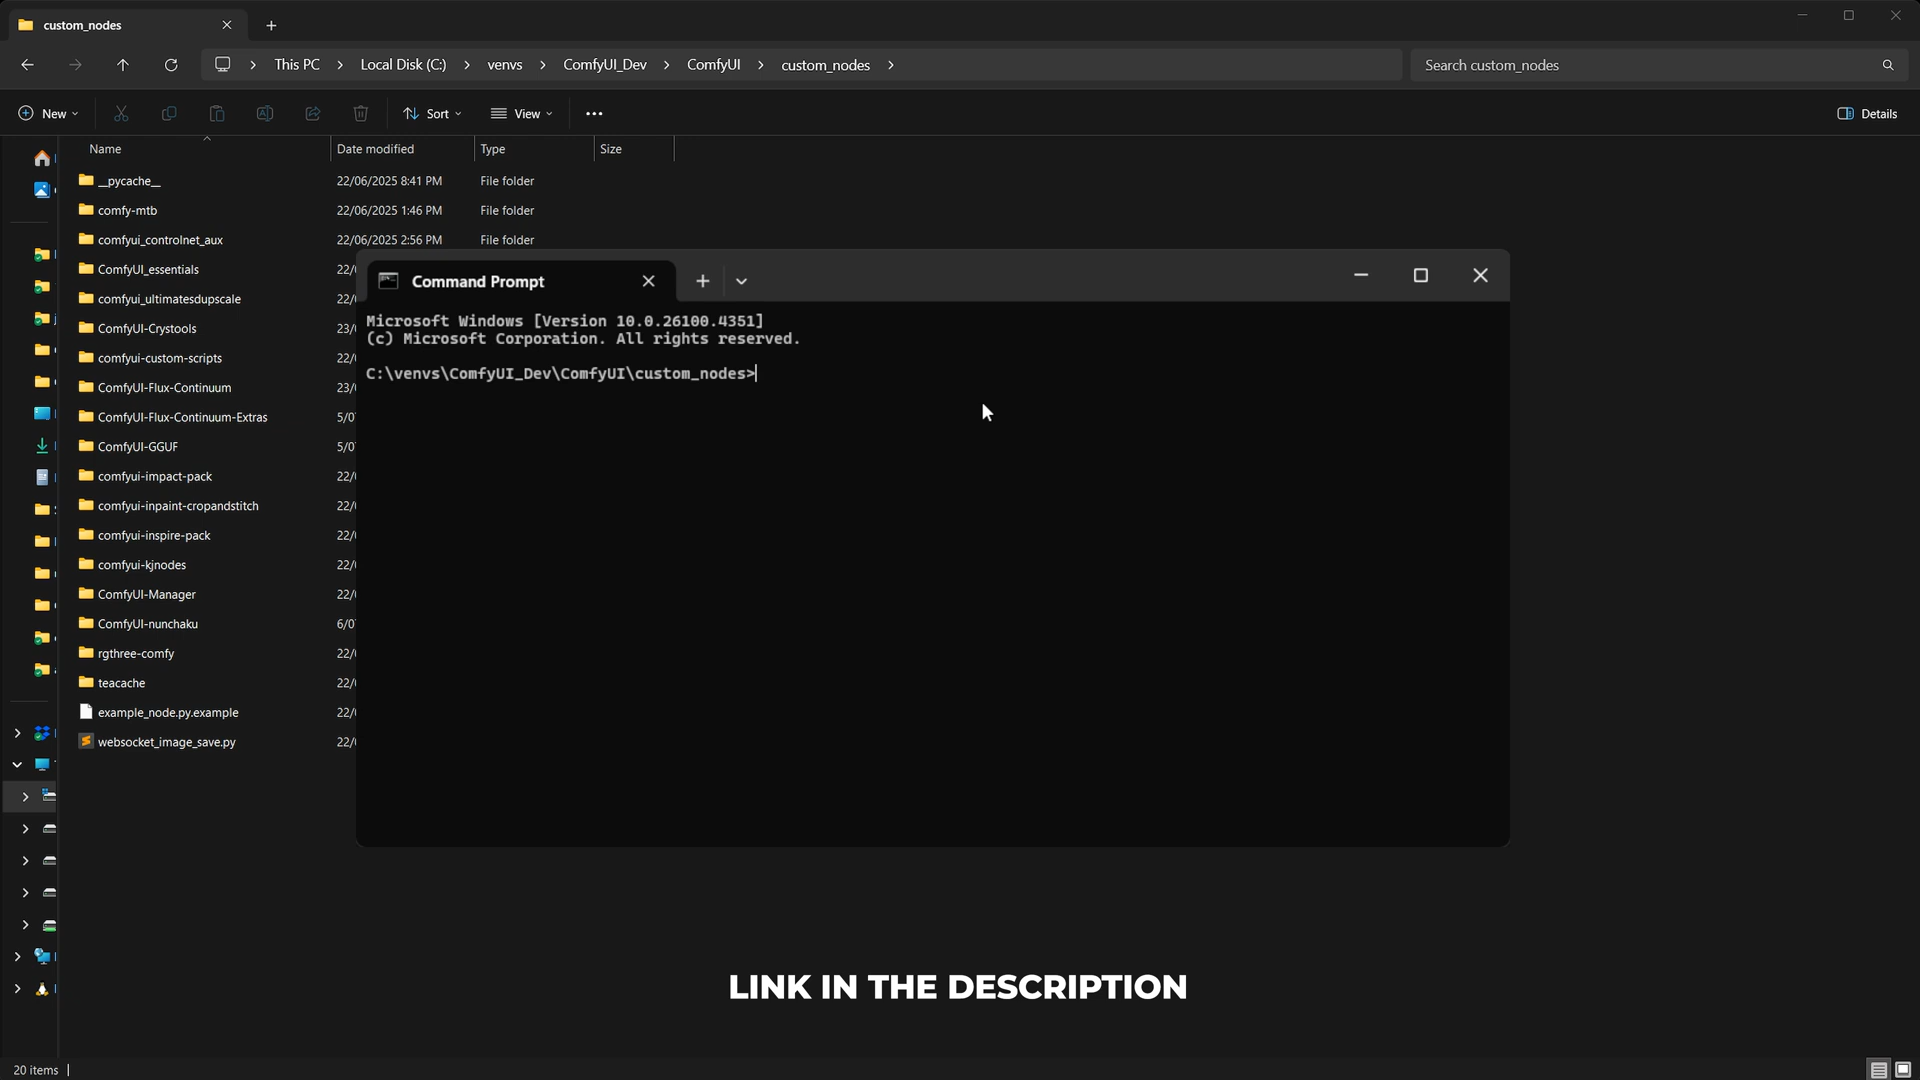 custom_nodes
This PC
Local Disk (C:)
venvs
ComfyUI_Dev
ComfyUI
custom_nodes
Search custom_nodes
New
Sort
View
Details
Name
Date modified
Type
Size
__pycache__
22/06/2025 8:41 PM
File folder
comfy-mtb
22/06/2025 1:46 PM
File folder
comfyui_controlnet_aux
22/06/2025 2:56 PM
File folder
ComfyUI_essentials
comfyui_ultimatesdupscale
ComfyUI-Crystools
comfyui-custom-scripts
ComfyUI-Flux-Continuum
ComfyUI-Flux-Continuum-Extras
ComfyUI-GGUF
comfyui-impact-pack
comfyui-inpaint-cropandstitch
comfyui-inspire-pack
comfyui-kjnodes
ComfyUI-Manager
ComfyUI-nunchaku
rgthree-comfy
teacache
example_node.py.example
websocket_image_save.py
Command Prompt
Microsoft Windows [Version 10.0.26100.4351]
(c) Microsoft Corporation. All rights reserved.
C:\venvs\ComfyUI_Dev\ComfyUI\custom_nodes>
LINK IN THE DESCRIPTION
20 items